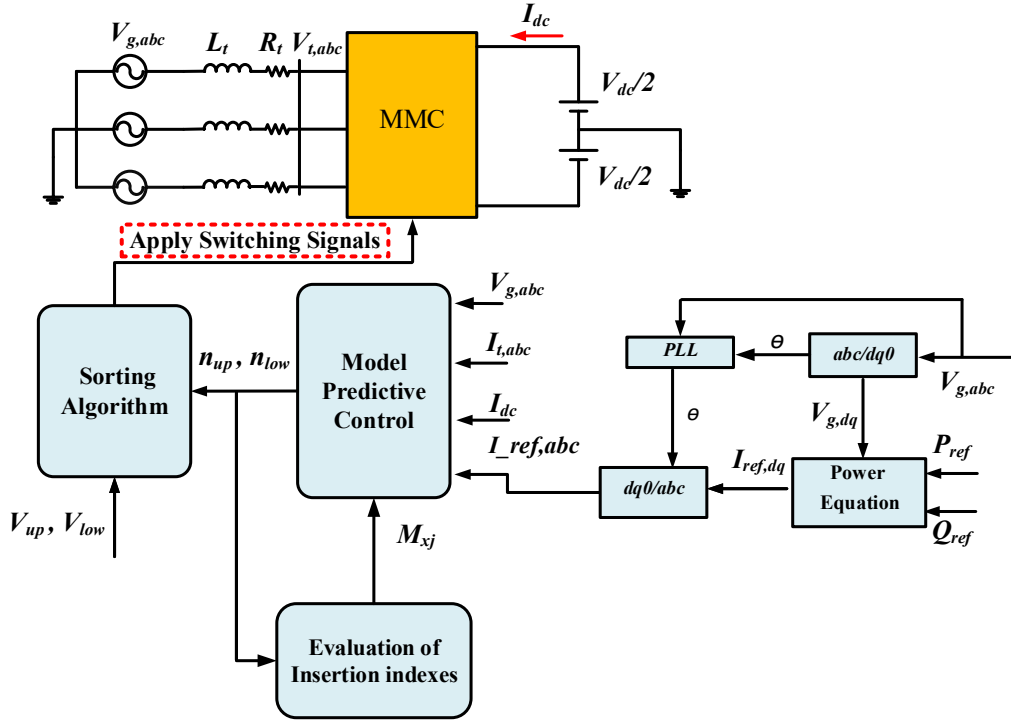 I_dc
V_g,abc
L_t R_t V_t,abc
V_dc/2
MMC
V_dc/2
Apply Switching Signals
V_g,abc
n_up, n_low
Model
Predictive
Control
I_t,abc
PLL
θ
abc/dq0
V_g,abc
Sorting
Algorithm
I_dc
θ
V_g,dq
I_ref,abc
I_ref,dq
P_ref
dq0/abc
Power
Equation
Q_ref
V_up, V_low
M_xj
Evaluation of
Insertion indexes